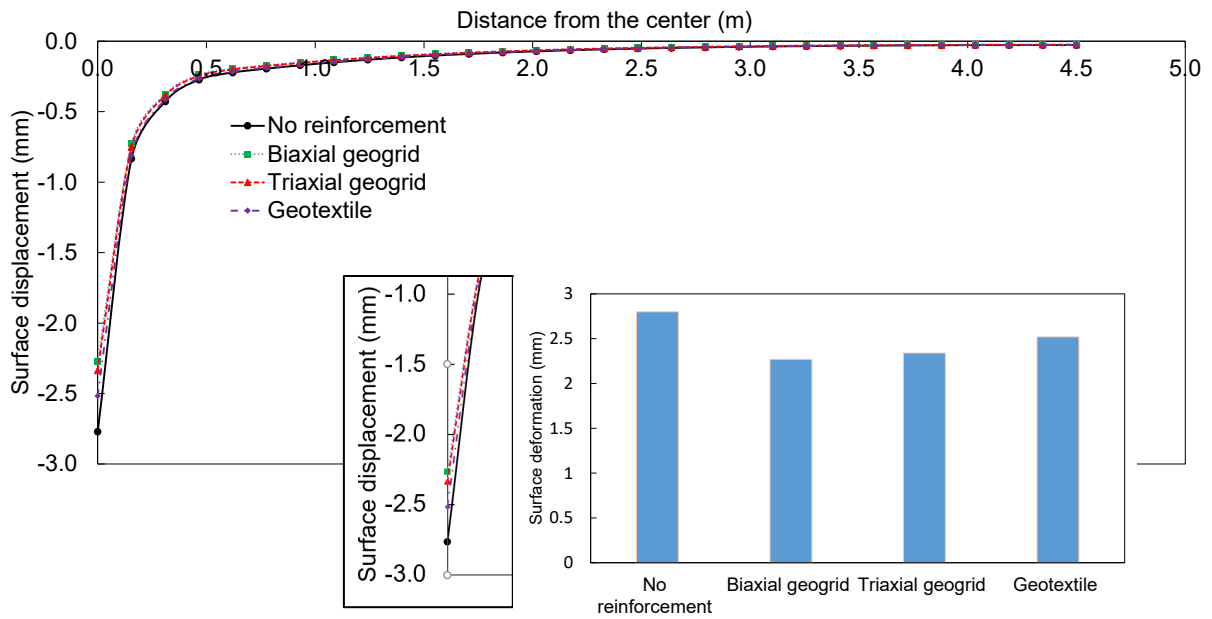 Distance from the center (m)
0.0
0.0 0.5 1.0 1.5 2.0 2.5 3.0 3.5 4.0 4.5 5.0
-0.5
-1.0
-1.5
-2.0
-2.5
-3.0
Surface displacement (mm)
No reinforcement
Biaxial geogrid
Triaxial geogrid
Geotextile
Surface displacement (mm)
-1.0
-1.5
-2.0
-2.5
-3.0
Surface deformation (mm)
3
2.5
2
1.5
1
0.5
0
No
reinforcement
Biaxial geogrid
Triaxial geogrid
Geotextile